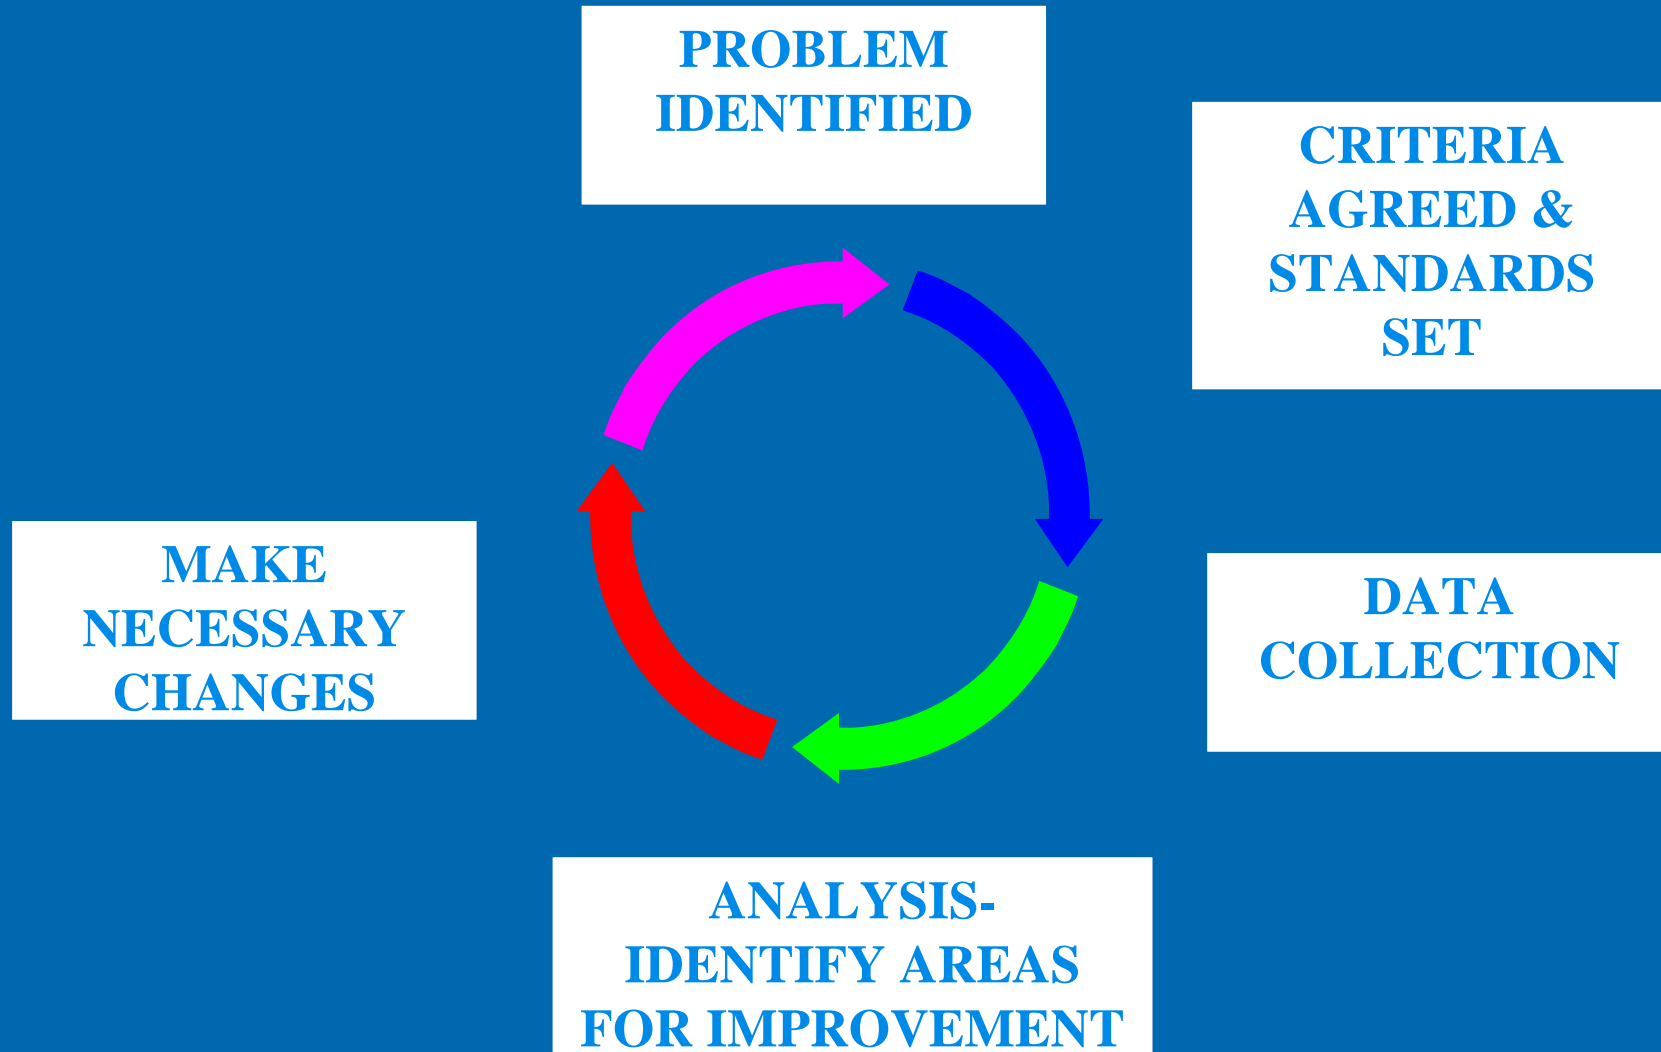 PROBLEM
IDENTIFIED
CRITERIA
AGREED &
STANDARDS
SET
DATA
COLLECTION
ANALYSIS-
IDENTIFY AREAS
FOR IMPROVEMENT
MAKE
NECESSARY
CHANGES